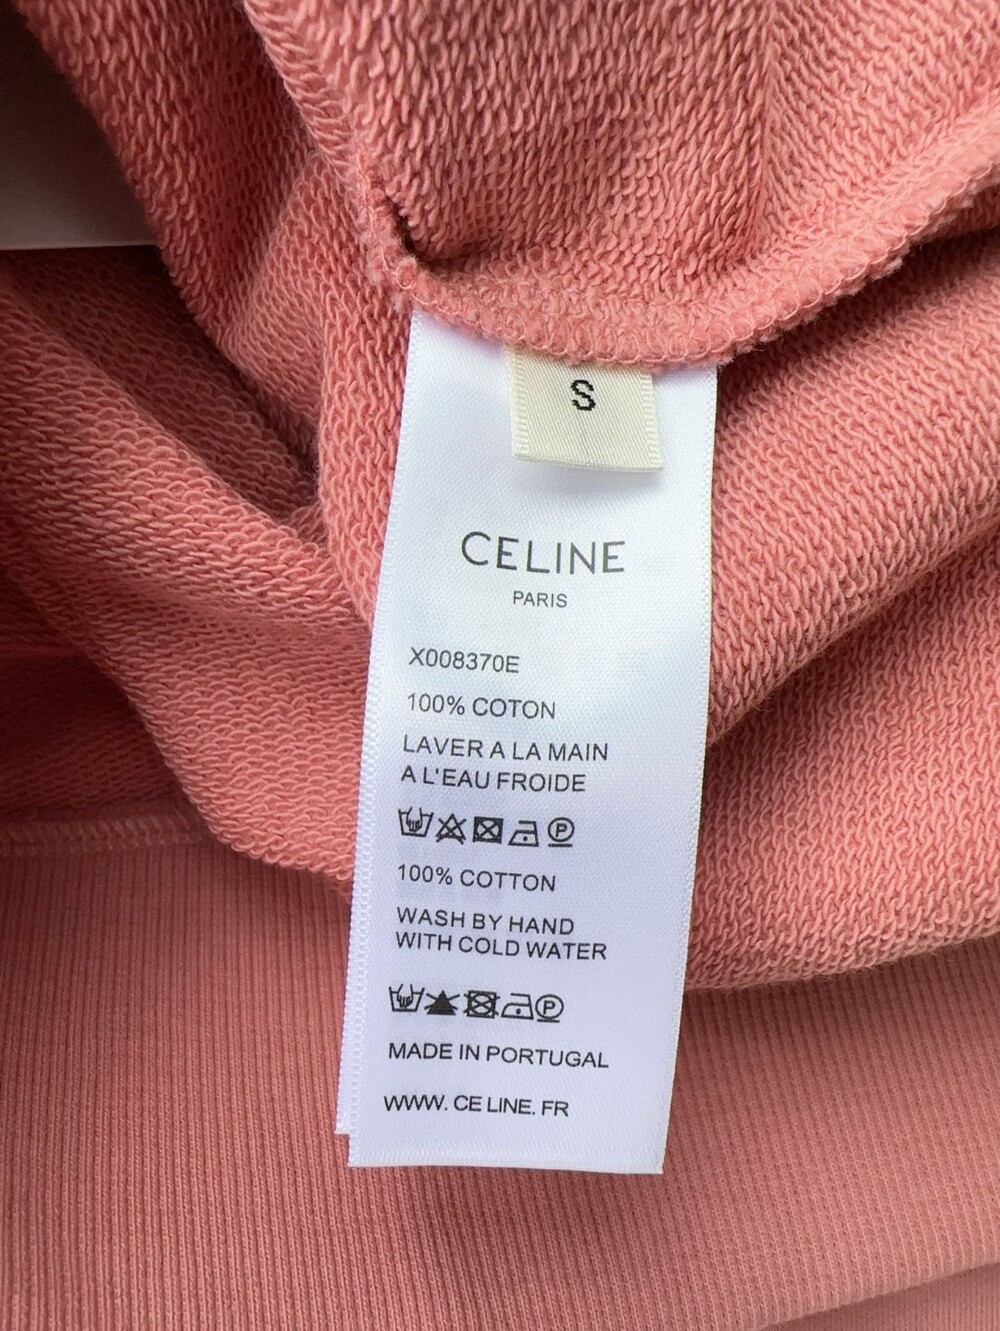 S
CELINE
PARIS
X008370E
100% COTON
LAVER A LA MAIN
A L'EAU FROIDE
P
100% COTTON
WASH BY HAND
WITH COLD WATER
P
MADE IN PORTUGAL
WWW. CE LINE. FR